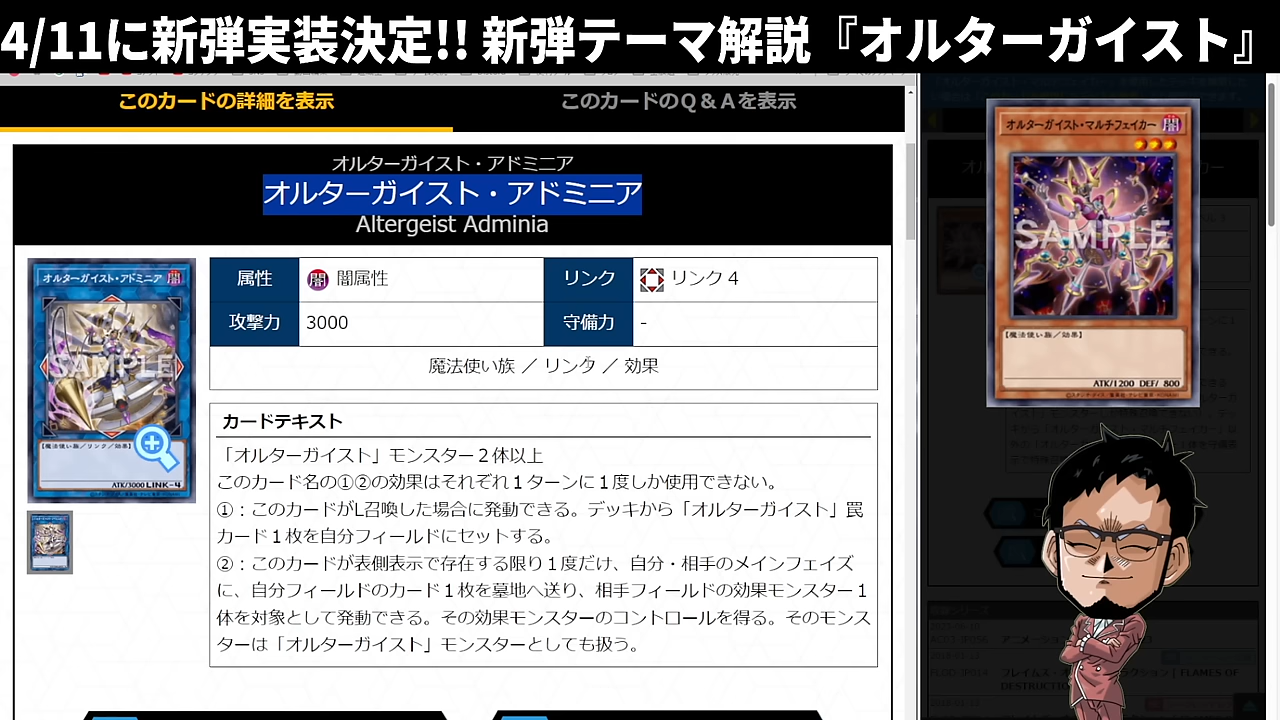 4/11に新弾実装決定!! 新弾テーマ解説『オルターガイスト』
このカードの詳細を表示
このカードのＱ＆Ａを表示
オルターガイスト・アドミニア
オルターガイスト・アドミニア
Altergeist Adminia
オルターガイスト・アドミニア 闇
SAMPLE
[魔法使い族／リンク／効果]
ATK/3000 LINK-4
属性 闇 闇属性 リンク リンク４
攻撃力 3000 守備力 -
魔法使い族 ／ リンク ／ 効果
カードテキスト
「オルターガイスト」モンスター２体以上
このカード名の①②の効果はそれぞれ１ターンに１度しか使用できない。
①：このカードがL召喚した場合に発動できる。デッキから「オルターガイスト」罠
カード１枚を自分フィールドにセットする。
②：このカードが表側表示で存在する限り１度だけ、自分・相手のメインフェイズ
に、自分フィールドのカード１枚を墓地へ送り、相手フィールドの効果モンスター１
体を対象として発動できる。その効果モンスターのコントロールを得る。そのモンス
ターは「オルターガイスト」モンスターとしても扱う。
オルターガイスト・マルチフェイカー 闇
SAMPLE
[魔法使い族／効果]
ATK/1200 DEF/ 800